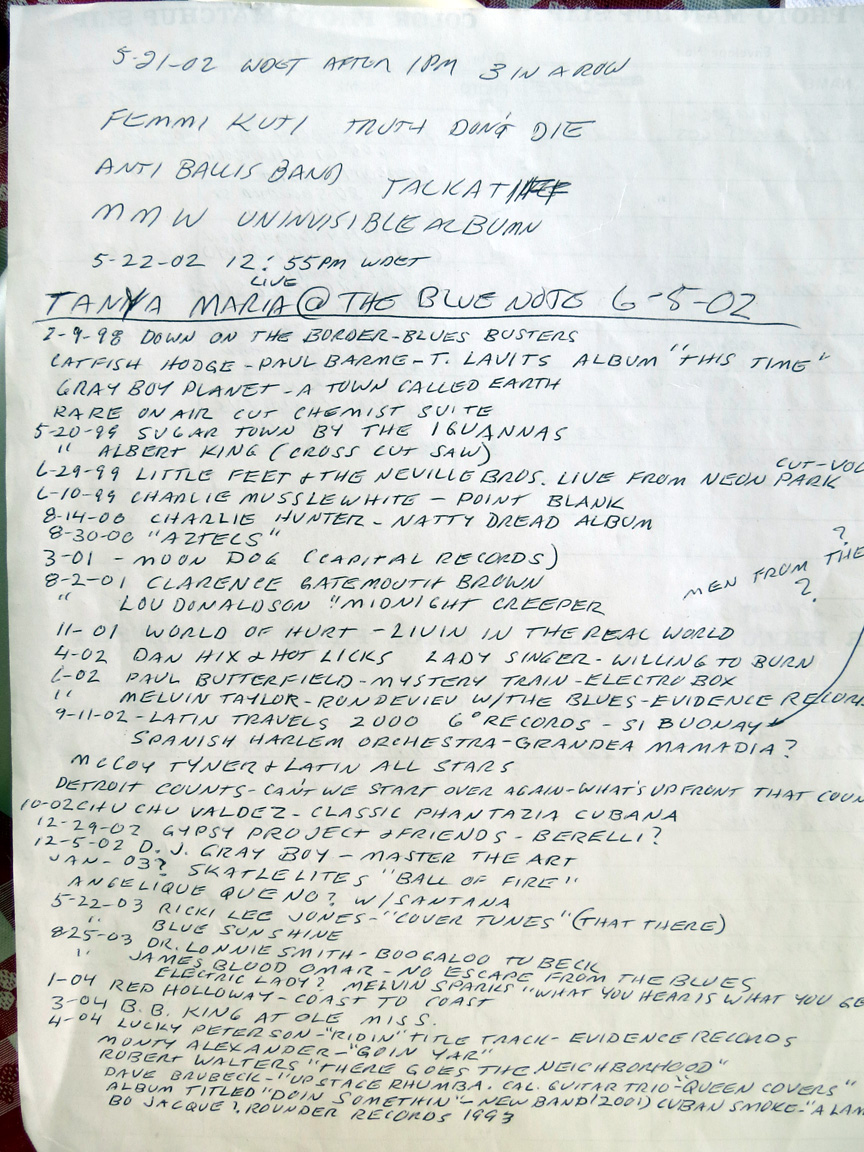 5-21-02 WDET AFTER 1PM 3 IN A ROW
FEMMI KUTI TRUTH DON'T DIE
ANTI BALLIS BAND TALKAT
MMW UNINVISIBLE ALBUMN
5-22-02 12:55PM WDET
LIVE
TANYA MARIA @ THE BLUE NOTE 6-5-02
2-9-98 DOWN ON THE BORDER-BLUES BUSTERS
CATFISH HODGE - PAUL BARME-T. LAVITS ALBUM "THIS TIME"
GRAY BOY PLANET - A TOWN CALLED EARTH
RARE ON AIR CUT CHEMIST SUITE
5-20-99 SUGAR TOWN BY THE IGUANNAS
" ALBERT KING (CROSS CUT SAW)
CUT-VOO
6-29-99 LITTLE FEET & THE NEVILLE BROS. LIVE FROM NEON PARK
6-10-99 CHARLIE MUSSLEWHITE - POINT BLANK
8-14-00 CHARLIE HUNTER - NATTY DREAD ALBUM
8-30-00 "AZTECS"
3-01 - MOON DOG (CAPITAL RECORDS)
?
MEN FROM THE
?
8-2-01 CLARENCE GATEMOUTH BROWN
" LOU DONALDSON "MIDNIGHT CREEPER
11-01 WORLD OF HURT - LIVIN IN THE REAL WORLD
4-02 DAN HIX & HOT LICKS LADY SINGER - WILLING TO BURN
6-02 PAUL BUTTERFIELD - MYSTERY TRAIN - ELECTRO BOX
" MELVIN TAYLOR - RONDEVIEU W/THE BLUES - EVIDENCE RECOR
9-11-02 - LATIN TRAVELS 2000 6° RECORDS - SI BUONAY
SPANISH HARLEM ORCHESTRA - GRANDEA MAMADIA?
McCOY TYNER & LATIN ALL STARS
DETROIT COUNTS - CAN'T WE START OVER AGAIN - WHAT'S UP FRONT THAT COUN
10-02 CHU CHU VALDEZ - CLASSIC PHANTAZIA CUBANA
12-29-02 GYPSY PROJECT & FRIENDS - BERELLI?
12-5-02 D.J. GRAY BOY - MASTER THE ART
JAN-03? SKATLELITES "BALL OF FIRE"
ANGELIQUE QUE NO? W/SANTANA
5-22-03 RICKI LEE JONES - "COVER TUNES" (THAT THERE)
" BLUE SUNSHINE
8-25-03 DR. LONNIE SMITH - BOOGALOO TO BECK
" JAMES BLOOD OMAR - NO ESCAPE FROM THE BLUES
ELECTRIC LADY? MELVIN SPARKS "WHAT YOU HEAR IS WHAT YOU GE
1-04 RED HOLLOWAY - COAST TO COAST
3-04 B.B. KING AT OLE MISS.
4-04 LUCKY PETERSON - "RIDIN" TITLE TRACK - EVIDENCE RECORDS
MONTY ALEXANDER - "GOIN YAR"
ROBERT WALTERS "THERE GOES THE NEIGHBORHOOD"
DAVE BRUBECK - "UPSTAGE RHUMBA. CAL. GUITAR TRIO "QUEEN COVERS"
ALBUM TITLED "DOIN SOMETHIN" - NEW BAND (2001) CUBAN SMOKE - "A LAM
BO JACQUE?, ROUNDER RECORDS 1993